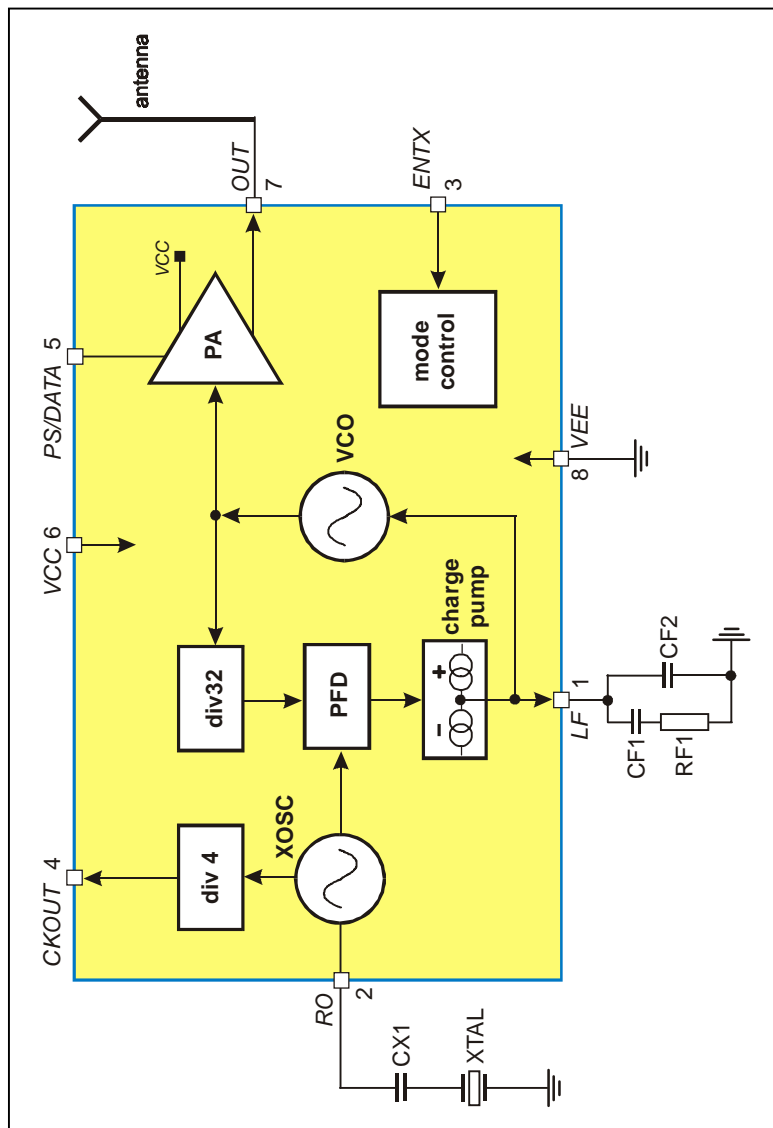 antenna
CKOUT
4
VCC
6
PS/DATA
5
div 4
div32
PA
VCC
OUT
7
XOSC
PFD
VCO
RO
2
CX1
XTAL
charge
pump
+
−
mode
control
ENTX
3
LF
1
VEE
8
CF1
RF1
CF2